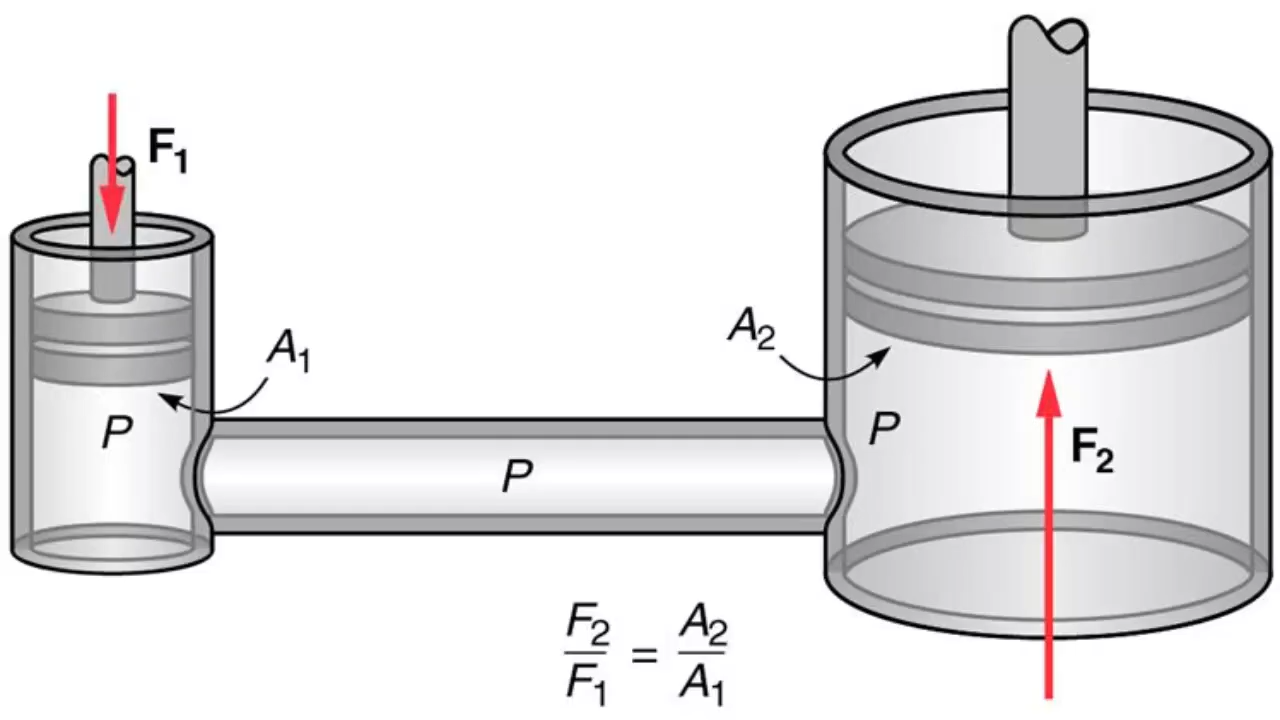 F₁
A₁
A₂
P
P
P
F₂
F₂/F₁ = A₂/A₁